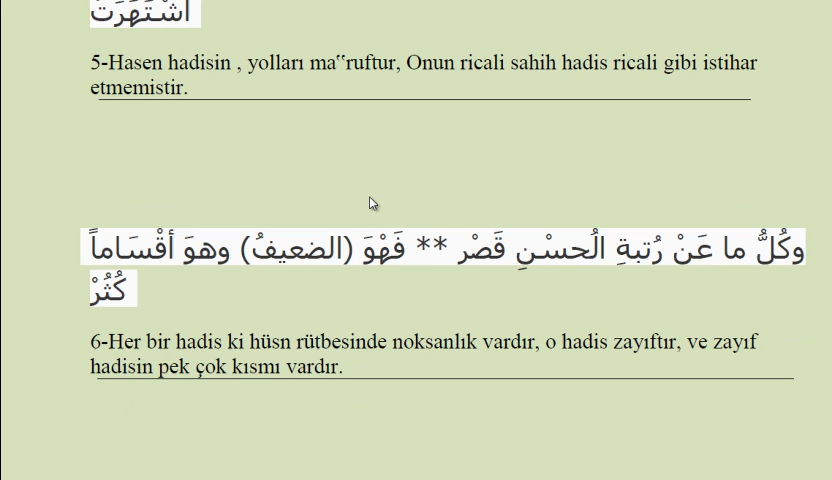 اشْتَهَرَتْ
5-Hasen hadisin , yolları ma‟ruftur, Onun ricali sahih hadis ricali gibi istihar
etmemistir.
وكُلُّ ما عَنْ رُتبةِ الُحسْنِ قَصْر ** فَهْوَ (الضعيفُ) وهوَ أقْسَاماً
كُثُرْ
6-Her bir hadis ki hüsn rütbesinde noksanlık vardır, o hadis zayıftır, ve zayıf
hadisin pek çok kısmı vardır.